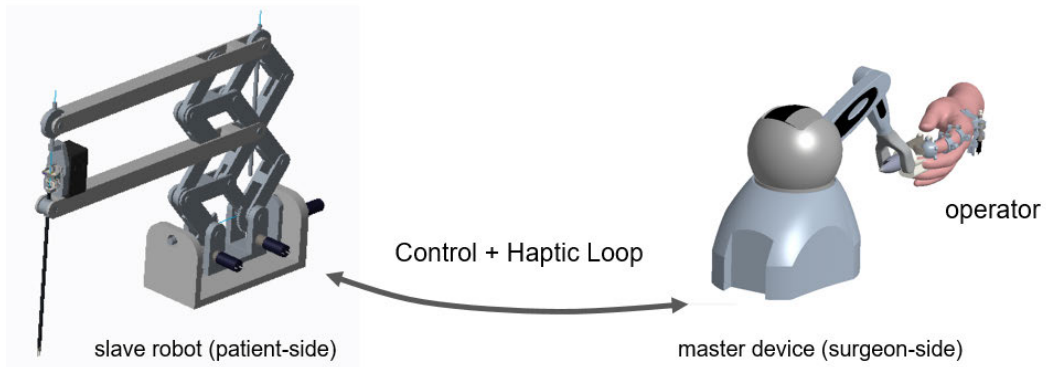 operator
Control + Haptic Loop
slave robot (patient-side)
master device (surgeon-side)